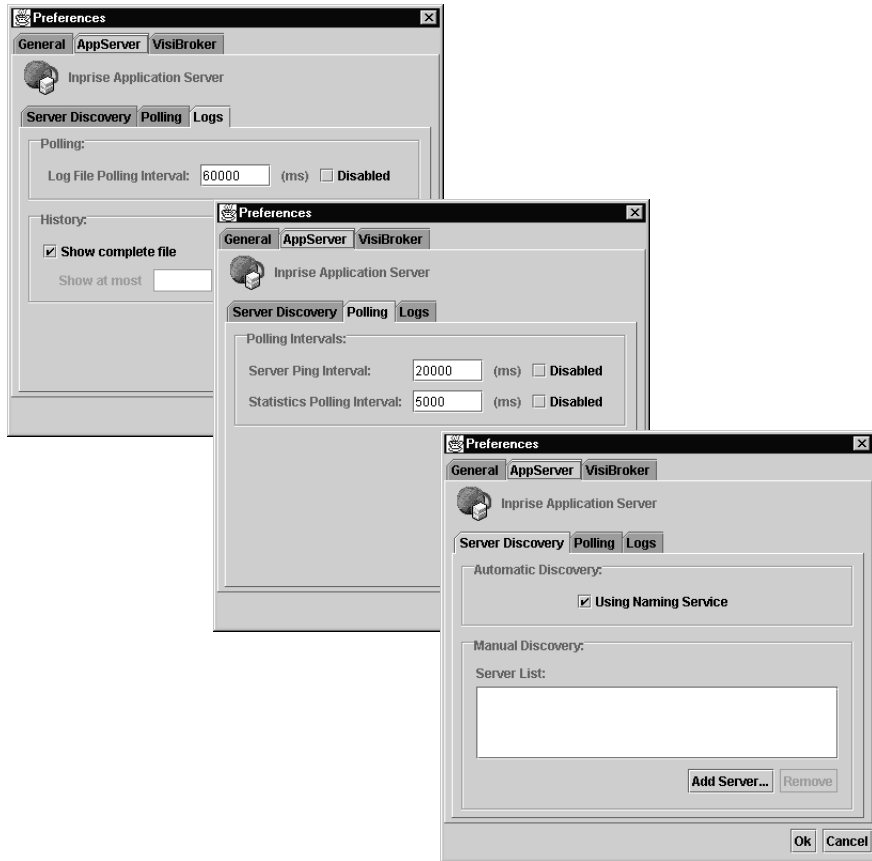 Preferences
General AppServer VisiBroker
Inprise Application Server
Server Discovery Polling Logs
Polling:
Log File Polling Interval: 60000 (ms) Disabled
History:
Show complete file
Show at most
Preferences
General AppServer VisiBroker
Inprise Application Server
Server Discovery Polling Logs
Polling Intervals:
Server Ping Interval: 20000 (ms) Disabled
Statistics Polling Interval: 5000 (ms) Disabled
Preferences
General AppServer VisiBroker
Inprise Application Server
Server Discovery Polling Logs
Automatic Discovery:
Using Naming Service
Manual Discovery:
Server List:
Add Server... Remove
Ok Cancel